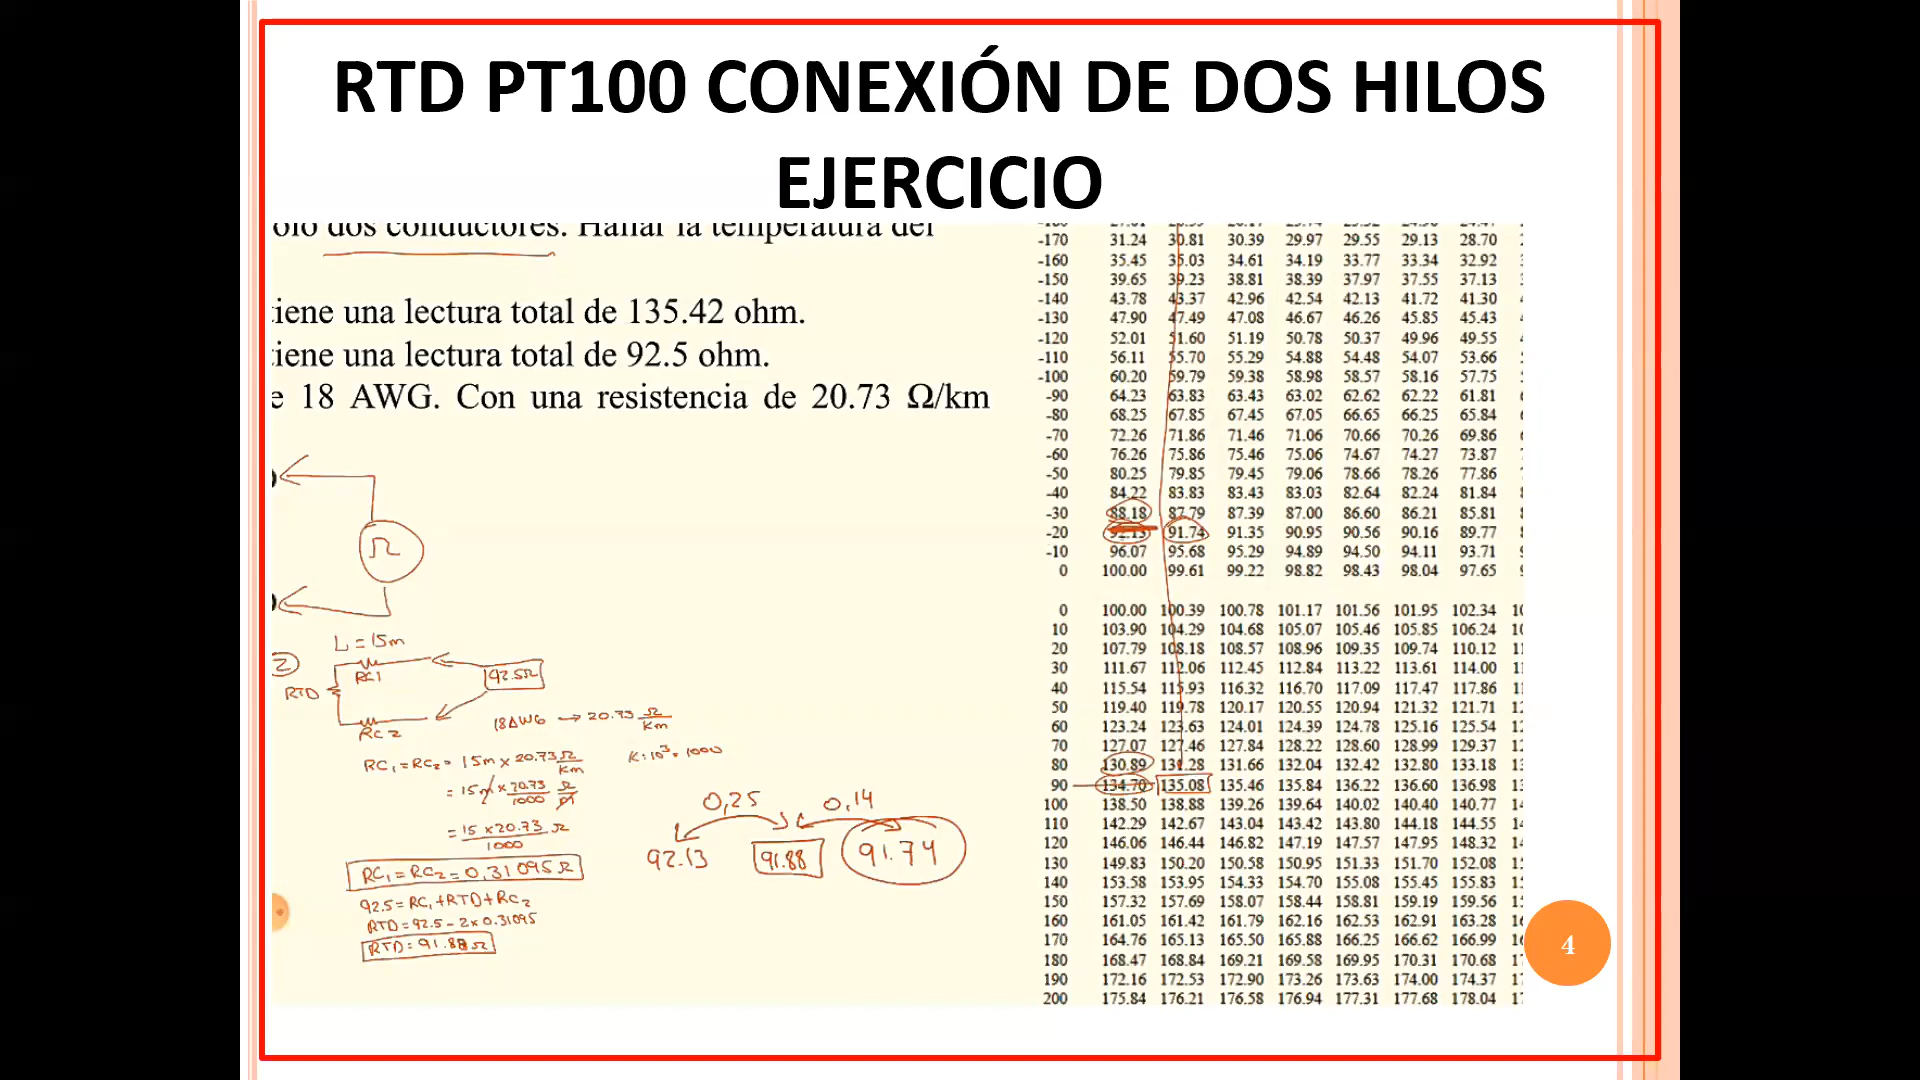 RTD PT100 CONEXIÓN DE DOS HILOS
EJERCICIO
olo dos conductores. Hallar la temperatura del
tiene una lectura total de 135.42 ohm.
tiene una lectura total de 92.5 ohm.
e 18 AWG. Con una resistencia de 20.73 Ω/km
Ω
L = 15m
2
RC1
RTD
92.5Ω
RC2
18AWG → 20.73 Ω/Km
RC₁ = RC₂ = 15m × 20.73 Ω/Km
K: 10³ = 1000
= 15m × 20.73/1000 Ω/m
= 15 × 20.73/1000 Ω
RC₁ = RC₂ = 0,31095 Ω
92.5 = RC₁ + RTD + RC₂
RTD = 92.5 - 2 × 0.31095
RTD = 91.88 Ω
0,25 0,14
92.13 91.88 91.74
-170 31.24 30.81 30.39 29.97 29.55 29.13 28.70
-160 35.45 35.03 34.61 34.19 33.77 33.34 32.92
-150 39.65 39.23 38.81 38.39 37.97 37.55 37.13
-140 43.78 43.37 42.96 42.54 42.13 41.72 41.30
-130 47.90 47.49 47.08 46.67 46.26 45.85 45.43
-120 52.01 51.60 51.19 50.78 50.37 49.96 49.55
-110 56.11 55.70 55.29 54.88 54.48 54.07 53.66
-100 60.20 59.79 59.38 58.98 58.57 58.16 57.75
-90 64.23 63.83 63.43 63.02 62.62 62.22 61.81
-80 68.25 67.85 67.45 67.05 66.65 66.25 65.84
-70 72.26 71.86 71.46 71.06 70.66 70.26 69.86
-60 76.26 75.86 75.46 75.06 74.67 74.27 73.87
-50 80.25 79.85 79.45 79.06 78.66 78.26 77.86
-40 84.22 83.83 83.43 83.03 82.64 82.24 81.84
-30 88.18 87.79 87.39 87.00 86.60 86.21 85.81
-20 92.13 91.74 91.35 90.95 90.56 90.16 89.77
-10 96.07 95.68 95.29 94.89 94.50 94.11 93.71
0 100.00 99.61 99.22 98.82 98.43 98.04 97.65
0 100.00 100.39 100.78 101.17 101.56 101.95 102.34
10 103.90 104.29 104.68 105.07 105.46 105.85 106.24
20 107.79 108.18 108.57 108.96 109.35 109.74 110.12
30 111.67 112.06 112.45 112.84 113.22 113.61 114.00
40 115.54 115.93 116.32 116.70 117.09 117.47 117.86
50 119.40 119.78 120.17 120.55 120.94 121.32 121.71
60 123.24 123.63 124.01 124.39 124.78 125.16 125.54
70 127.07 127.46 127.84 128.22 128.60 128.99 129.37
80 130.89 131.28 131.66 132.04 132.42 132.80 133.18
90 134.70 135.08 135.46 135.84 136.22 136.60 136.98
100 138.50 138.88 139.26 139.64 140.02 140.40 140.77
110 142.29 142.67 143.04 143.42 143.80 144.18 144.55
120 146.06 146.44 146.82 147.19 147.57 147.95 148.32
130 149.83 150.20 150.58 150.95 151.33 151.70 152.08
140 153.58 153.95 154.33 154.70 155.08 155.45 155.83
150 157.32 157.69 158.07 158.44 158.81 159.19 159.56
160 161.05 161.42 161.79 162.16 162.53 162.91 163.28
170 164.76 165.13 165.50 165.88 166.25 166.62 166.99
180 168.47 168.84 169.21 169.58 169.95 170.31 170.68
190 172.16 172.53 172.90 173.26 173.63 174.00 174.37
200 175.84 176.21 176.58 176.94 177.31 177.68 178.04
4